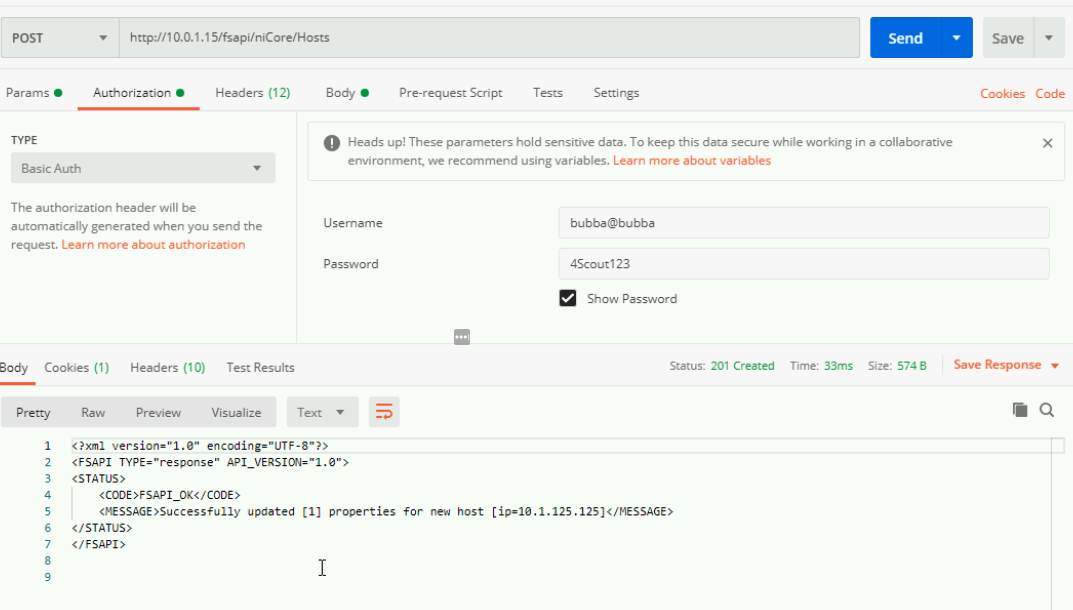 POST http://10.0.1.15/fsapi/niCore/Hosts Send Save
Params Authorization Headers (12) Body Pre-request Script Tests Settings Cookies Code
TYPE
Basic Auth
The authorization header will be
automatically generated when you send the
request. Learn more about authorization
Heads up! These parameters hold sensitive data. To keep this data secure while working in a collaborative
environment, we recommend using variables. Learn more about variables
Username bubba@bubba
Password 4Scout123
Show Password
Body Cookies (1) Headers (10) Test Results Status: 201 Created Time: 33ms Size: 574 B Save Response
Pretty Raw Preview Visualize Text
1 <?xml version="1.0" encoding="UTF-8"?>
2 <FSAPI TYPE="response" API_VERSION="1.0">
3 <STATUS>
4 <CODE>FSAPI_OK</CODE>
5 <MESSAGE>Successfully updated [1] properties for new host [ip=10.1.125.125]</MESSAGE>
6 </STATUS>
7 </FSAPI>
8
9